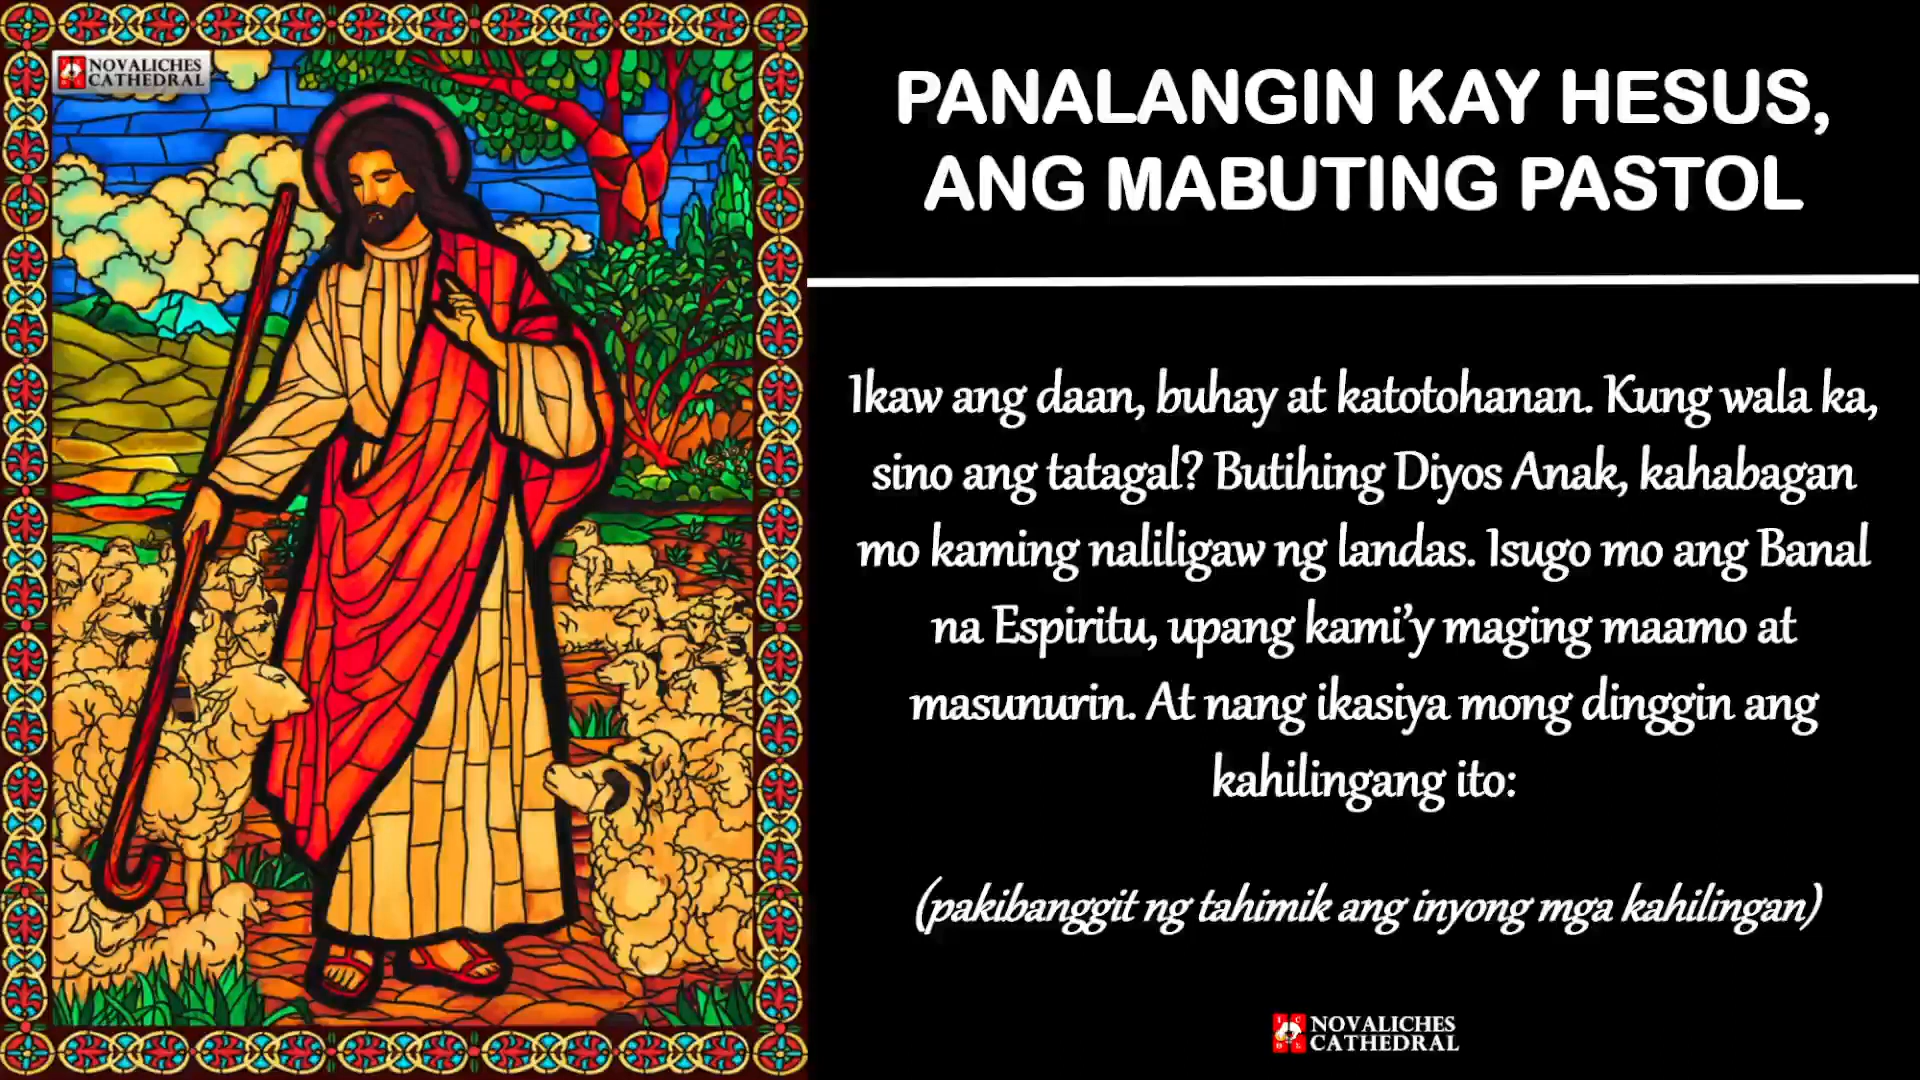 NOVALICHES
CATHEDRAL
PANALANGIN KAY HESUS,
ANG MABUTING PASTOL
Ikaw ang daan, buhay at katotohanan. Kung wala ka,
sino ang tatagal? Butihing Diyos Anak, kahabagan
mo kaming naliligaw ng landas. Isugo mo ang Banal
na Espiritu, upang kami’y maging maamo at
masunurin. At nang ikasiya mong dinggin ang
kahilingang ito:
(pakibanggit ng tahimik ang inyong mga kahilingan)
NOVALICHES
CATHEDRAL